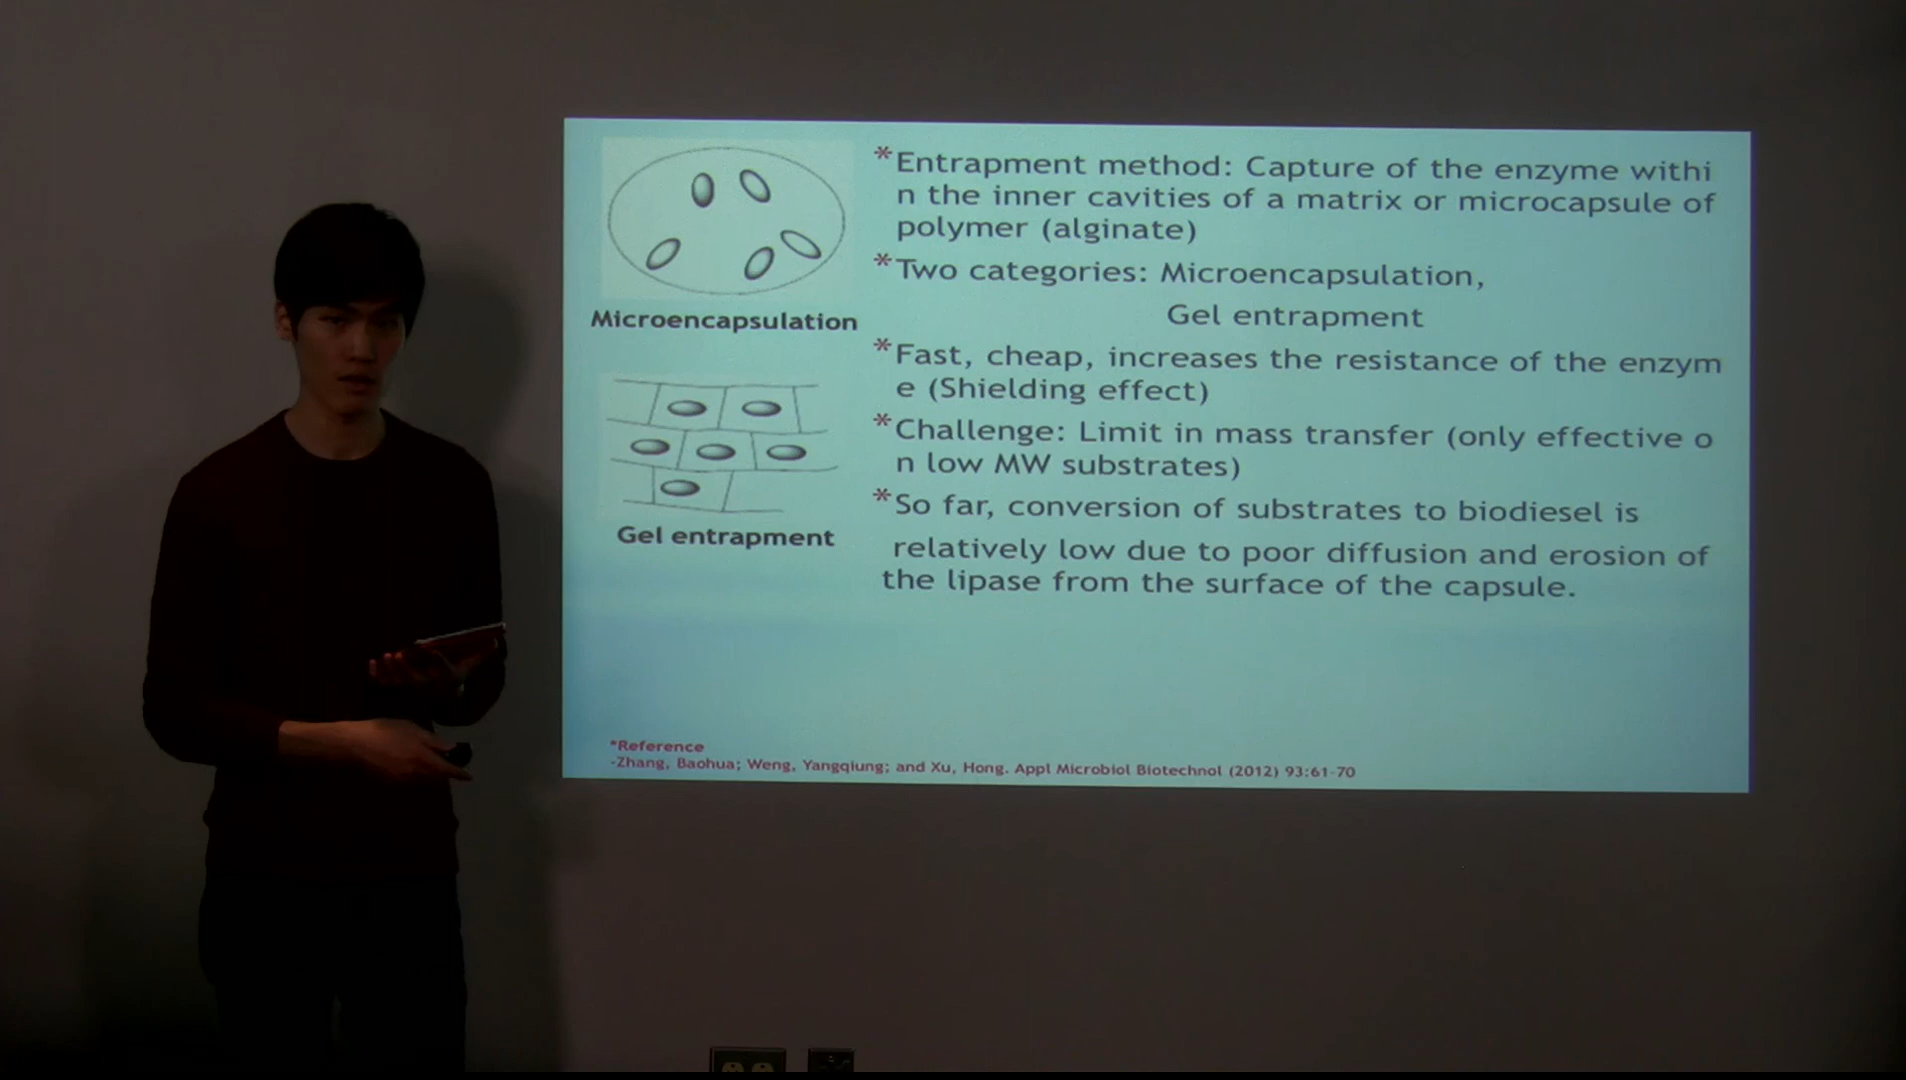 *Entrapment method: Capture of the enzyme withi
n the inner cavities of a matrix or microcapsule of
polymer (alginate)
*Two categories: Microencapsulation,
Gel entrapment
*Fast, cheap, increases the resistance of the enzym
e (Shielding effect)
*Challenge: Limit in mass transfer (only effective o
n low MW substrates)
*So far, conversion of substrates to biodiesel is
relatively low due to poor diffusion and erosion of
the lipase from the surface of the capsule.
Microencapsulation
Gel entrapment
*Reference
-Zhang, Baohua; Weng, Yangqiung; and Xu, Hong. Appl Microbiol Biotechnol (2012) 93:61-70